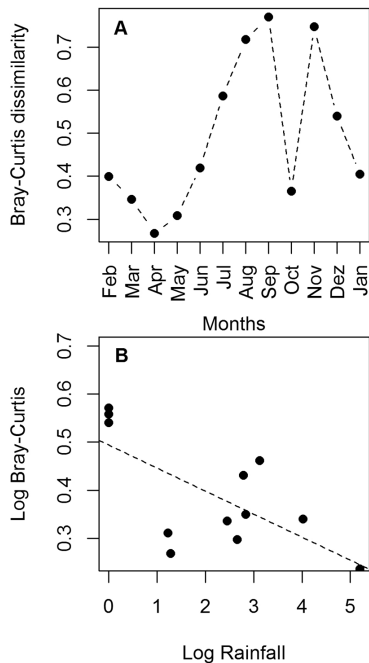 A
Bray-Curtis dissimilarity
0.7
0.6
0.5
0.4
0.3
Feb Mar Apr May Jun Jul Aug Sep Oct Nov Dez Jan
Months
B
Log Bray-Curtis
0.7
0.6
0.5
0.4
0.3
0 1 2 3 4 5
Log Rainfall